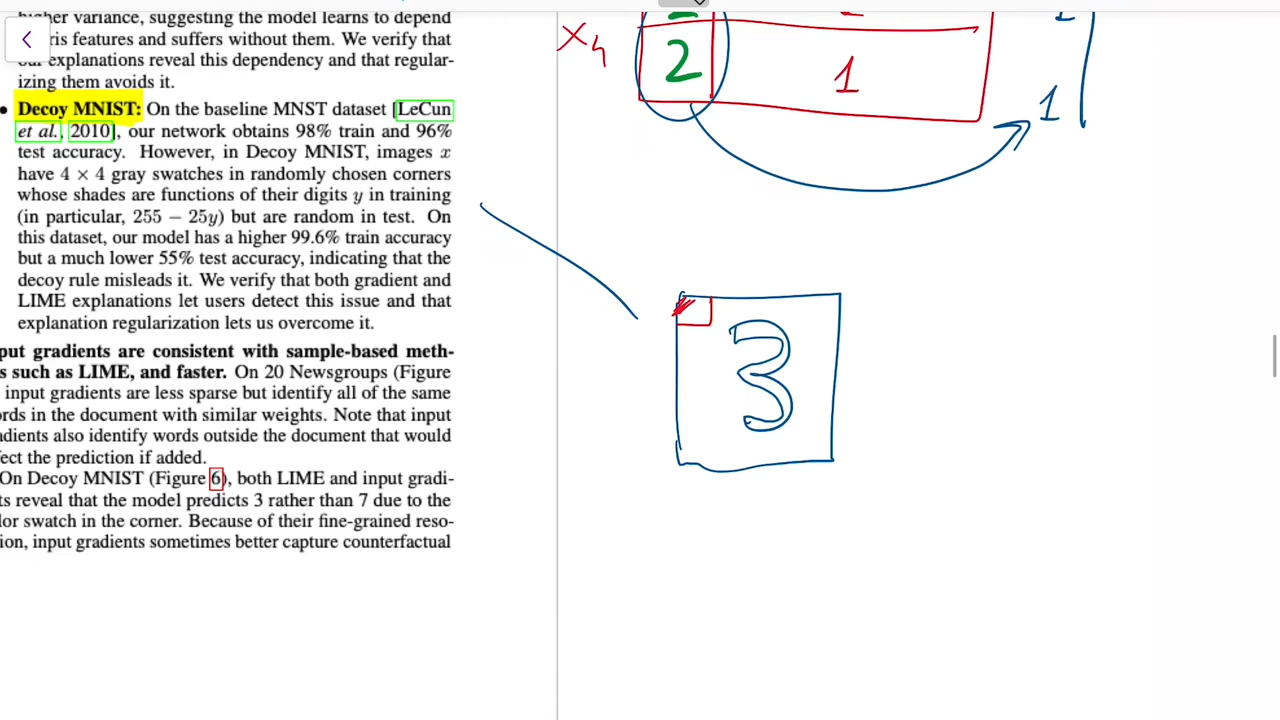 higher variance, suggesting the model learns to depend
ris features and suffers without them. We verify that
our explanations reveal this dependency and that regular-
izing them avoids it.
• Decoy MNIST: On the baseline MNST dataset [LeCun
et al., 2010], our network obtains 98% train and 96%
test accuracy. However, in Decoy MNIST, images x
have 4 × 4 gray swatches in randomly chosen corners
whose shades are functions of their digits y in training
(in particular, 255 − 25y) but are random in test. On
this dataset, our model has a higher 99.6% train accuracy
but a much lower 55% test accuracy, indicating that the
decoy rule misleads it. We verify that both gradient and
LIME explanations let users detect this issue and that
explanation regularization lets us overcome it.
put gradients are consistent with sample-based meth-
s such as LIME, and faster. On 20 Newsgroups (Figure
input gradients are less sparse but identify all of the same
rds in the document with similar weights. Note that input
adients also identify words outside the document that would
fect the prediction if added.
On Decoy MNIST (Figure 6), both LIME and input gradi-
ts reveal that the model predicts 3 rather than 7 due to the
lor swatch in the corner. Because of their fine-grained reso-
ion, input gradients sometimes better capture counterfactual
x4 2 1 1
3